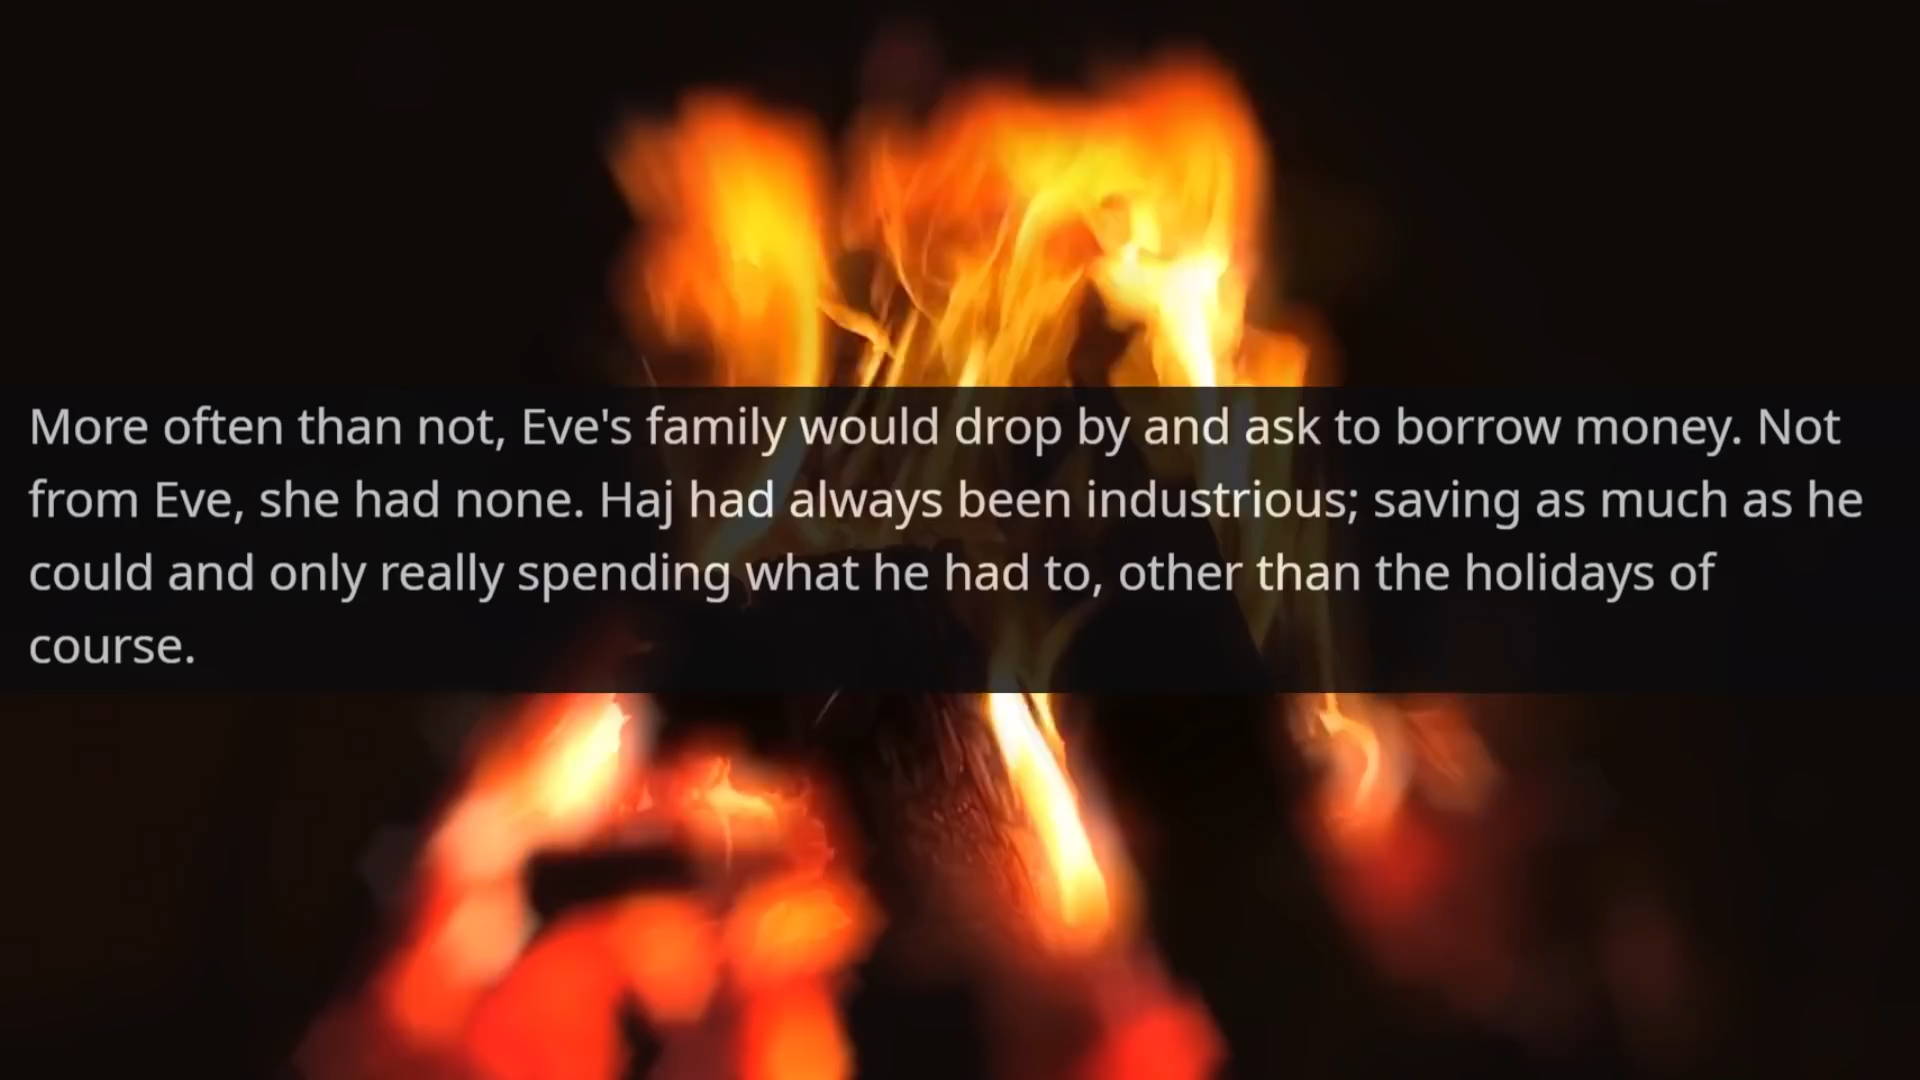 More often than not, Eve's family would drop by and ask to borrow money. Not
from Eve, she had none. Haj had always been industrious; saving as much as he
could and only really spending what he had to, other than the holidays of
course.